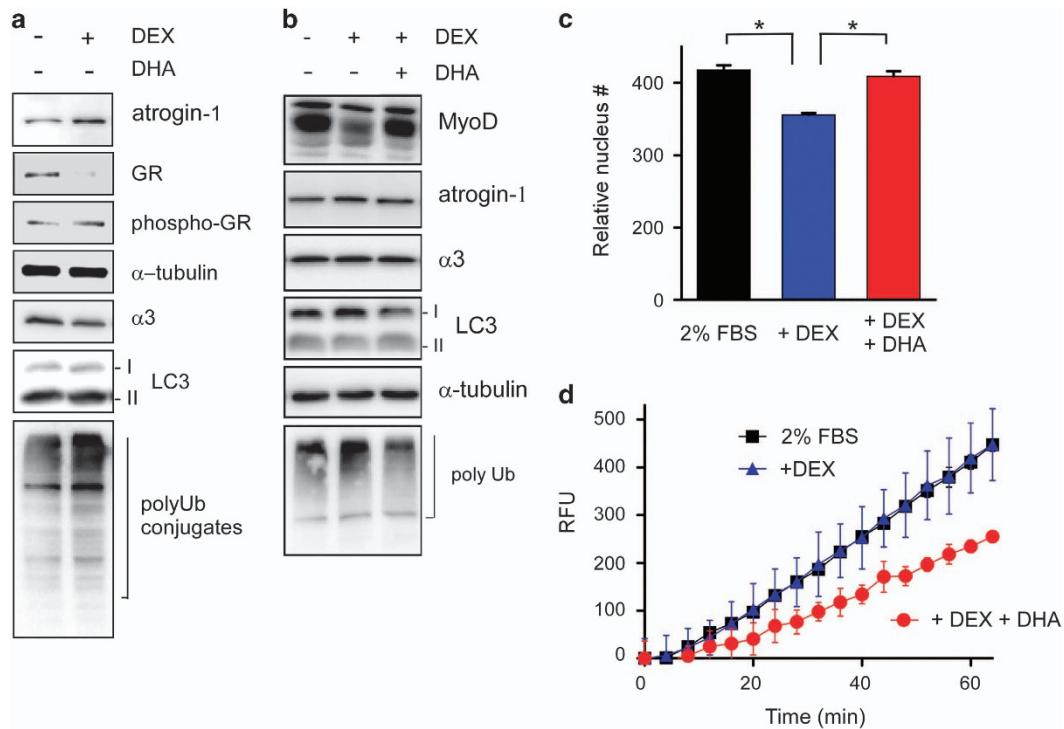 a
- + DEX
- - DHA
atrogin-1
GR
phospho-GR
α-tubulin
α3
- I
LC3
- II
polyUb
conjugates
b
- + + DEX
- - + DHA
MyoD
atrogin-1
α3
- I
LC3
- II
α-tubulin
poly Ub
c
* *
Relative nucleus #
400
300
200
0
2% FBS
+ DEX
+ DEX
+ DHA
d
500
400
300
200
100
0
RFU
2% FBS
+DEX
+ DEX + DHA
0 20 40 60
Time (min)